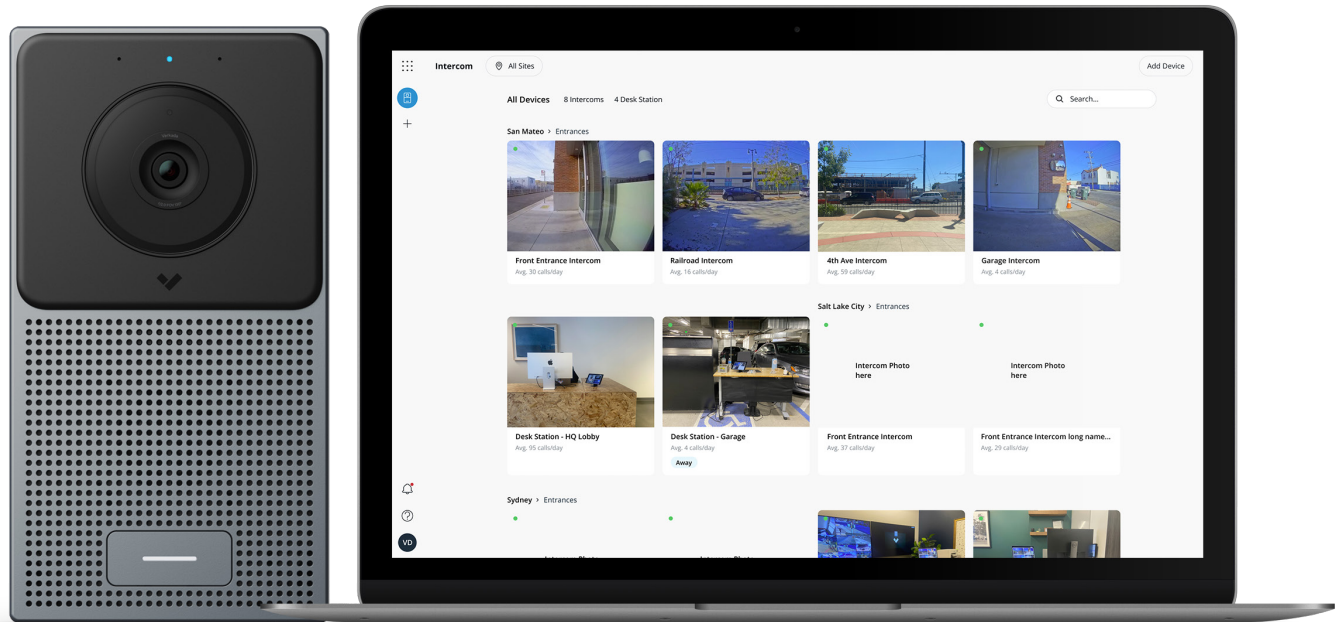 Intercom
All Sites
Add Device
All Devices
8 Intercoms
4 Desk Station
Search...
San Mateo > Entrances
Front Entrance Intercom
Avg. 30 calls/day
Railroad Intercom
Avg. 16 calls/day
4th Ave Intercom
Avg. 59 calls/day
Garage Intercom
Avg. 4 calls/day
Salt Lake City > Entrances
Desk Station - HQ Lobby
Avg. 95 calls/day
Desk Station - Garage
Avg. 4 calls/day
Away
Intercom Photo
here
Front Entrance Intercom
Avg. 37 calls/day
Intercom Photo
here
Front Entrance Intercom long name...
Avg. 29 calls/day
Sydney > Entrances
VD